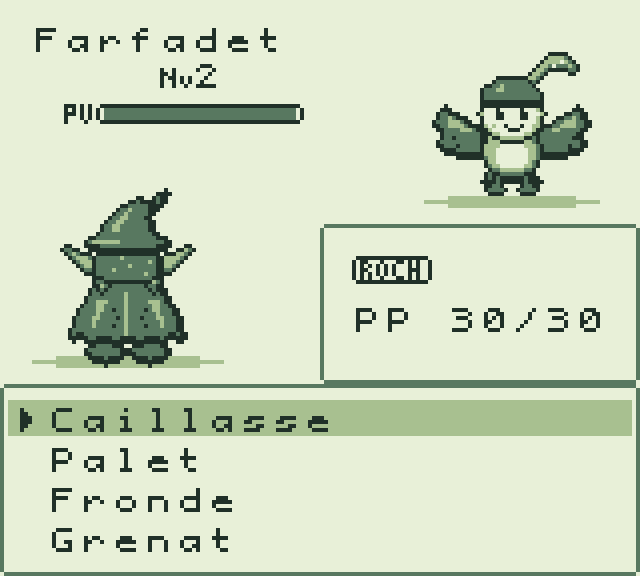 Farfadet
Nv2
PV
ROCH
PP 30/30
Caillasse
Palet
Fronde
Grenat